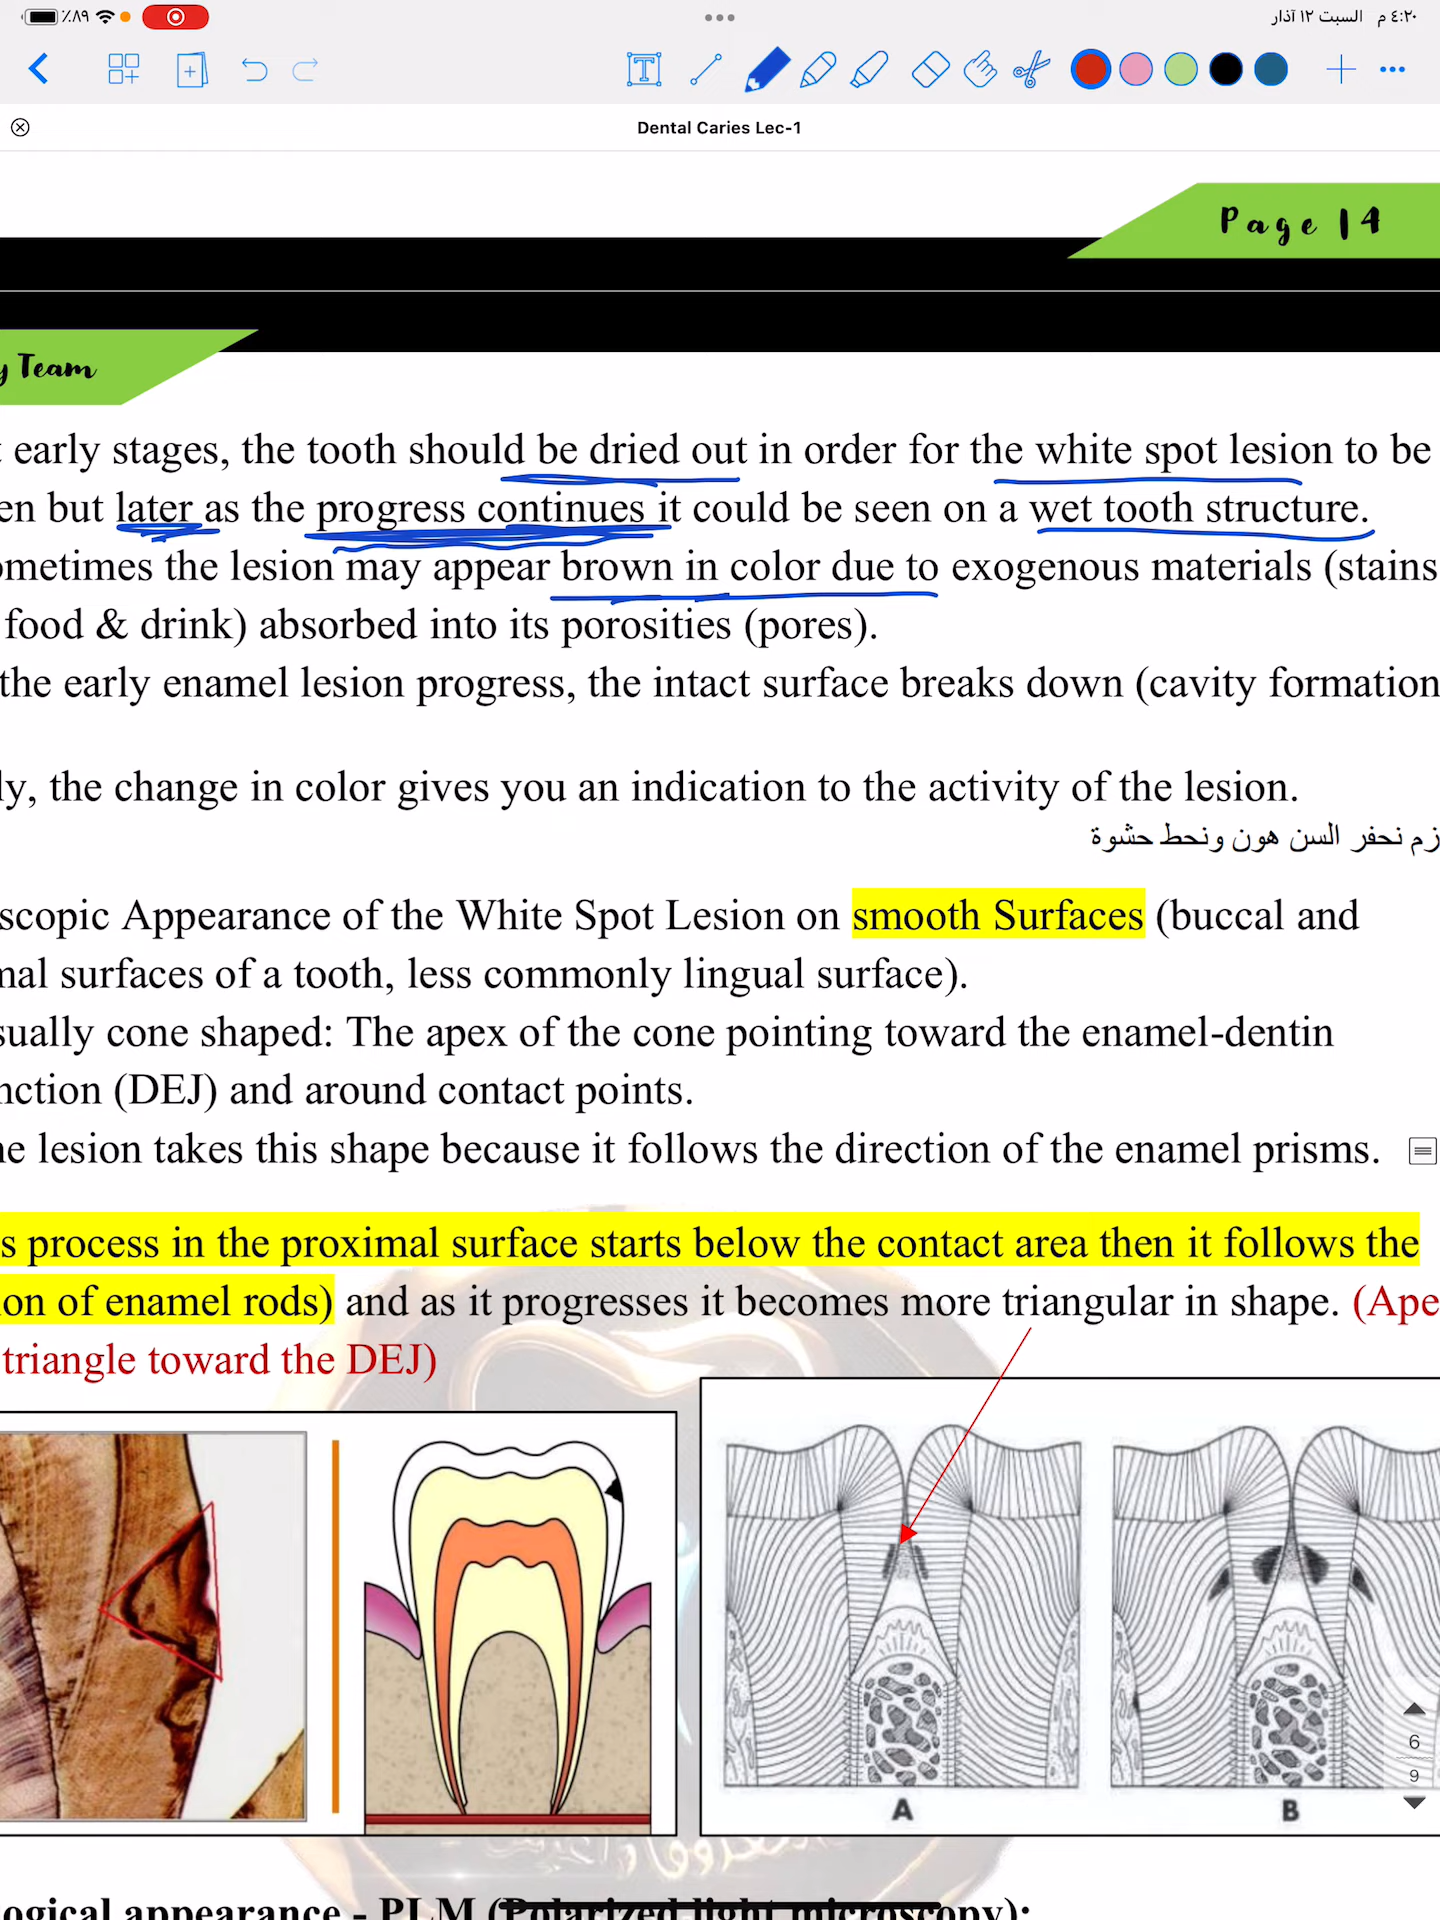 ٪٨٩
٤:٢٠ م السبت ١٢ آذار
Dental Caries Lec-1
Page 14
Team
early stages, the tooth should be dried out in order for the white spot lesion to be
en but later as the progress continues it could be seen on a wet tooth structure.
ometimes the lesion may appear brown in color due to exogenous materials (stains
food & drink) absorbed into its porosities (pores).
the early enamel lesion progress, the intact surface breaks down (cavity formation
ly, the change in color gives you an indication to the activity of the lesion.
زم نحفر السن هون ونحط حشوة
scopic Appearance of the White Spot Lesion on smooth Surfaces (buccal and
mal surfaces of a tooth, less commonly lingual surface).
sually cone shaped: The apex of the cone pointing toward the enamel-dentin
nction (DEJ) and around contact points.
ne lesion takes this shape because it follows the direction of the enamel prisms.
s process in the proximal surface starts below the contact area then it follows the
ion of enamel rods) and as it progresses it becomes more triangular in shape. (Ape
triangle toward the DEJ)
A
B
6
9
ological appearance - PLM (Polarized light microscopy):